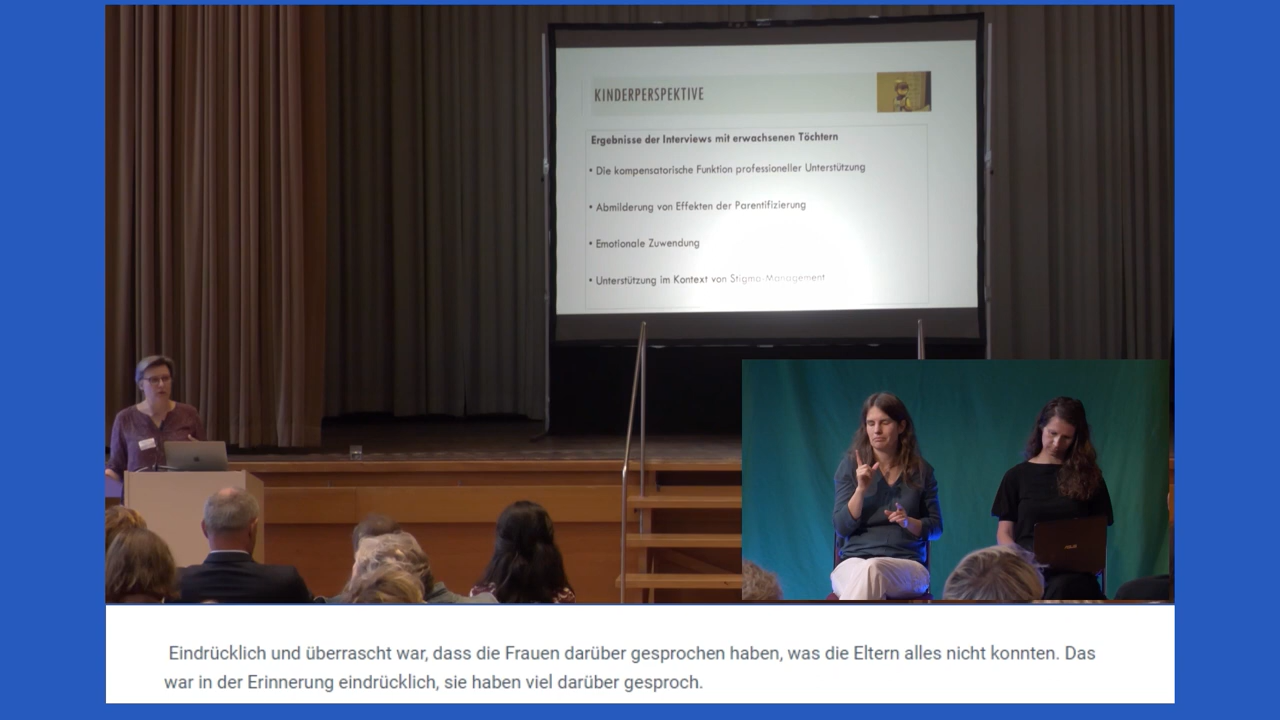 KINDERPERSPEKTIVE
Ergebnisse der Interviews mit erwachsenen Töchtern
• Die kompensatorische Funktion professioneller Unterstützung
• Abmilderung von Effekten der Parentifizierung
• Emotionale Zuwendung
• Unterstützung im Kontext von Stigma-Management
ASUS
Eindrücklich und überrascht war, dass die Frauen darüber gesprochen haben, was die Eltern alles nicht konnten. Das
war in der Erinnerung eindrücklich, sie haben viel darüber gesproch.